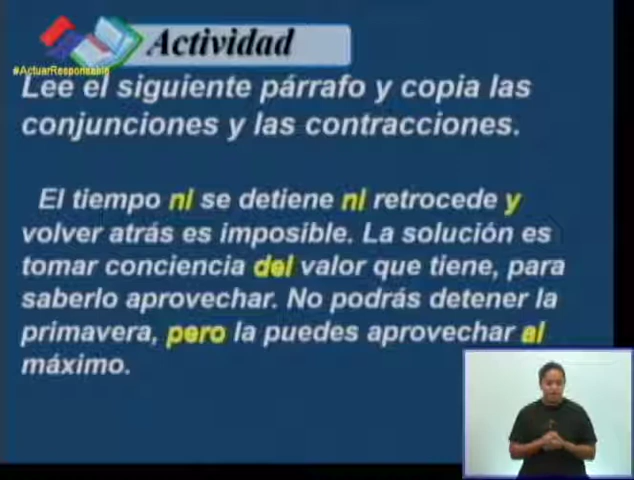 Actividad
#ActuarResponsable
Lee el siguiente párrafo y copia las
conjunciones y las contracciones.
El tiempo ni se detiene ni retrocede y
volver atrás es imposible. La solución es
tomar conciencia del valor que tiene, para
saberlo aprovechar. No podrás detener la
primavera, pero la puedes aprovechar al
máximo.